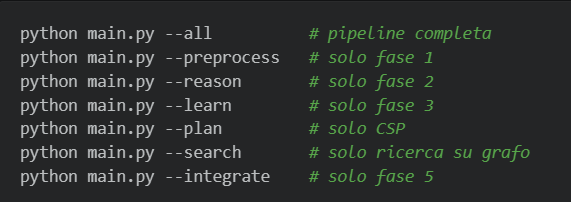 python main.py --all # pipeline completa
python main.py --preprocess # solo fase 1
python main.py --reason # solo fase 2
python main.py --learn # solo fase 3
python main.py --plan # solo CSP
python main.py --search # solo ricerca su grafo
python main.py --integrate # solo fase 5